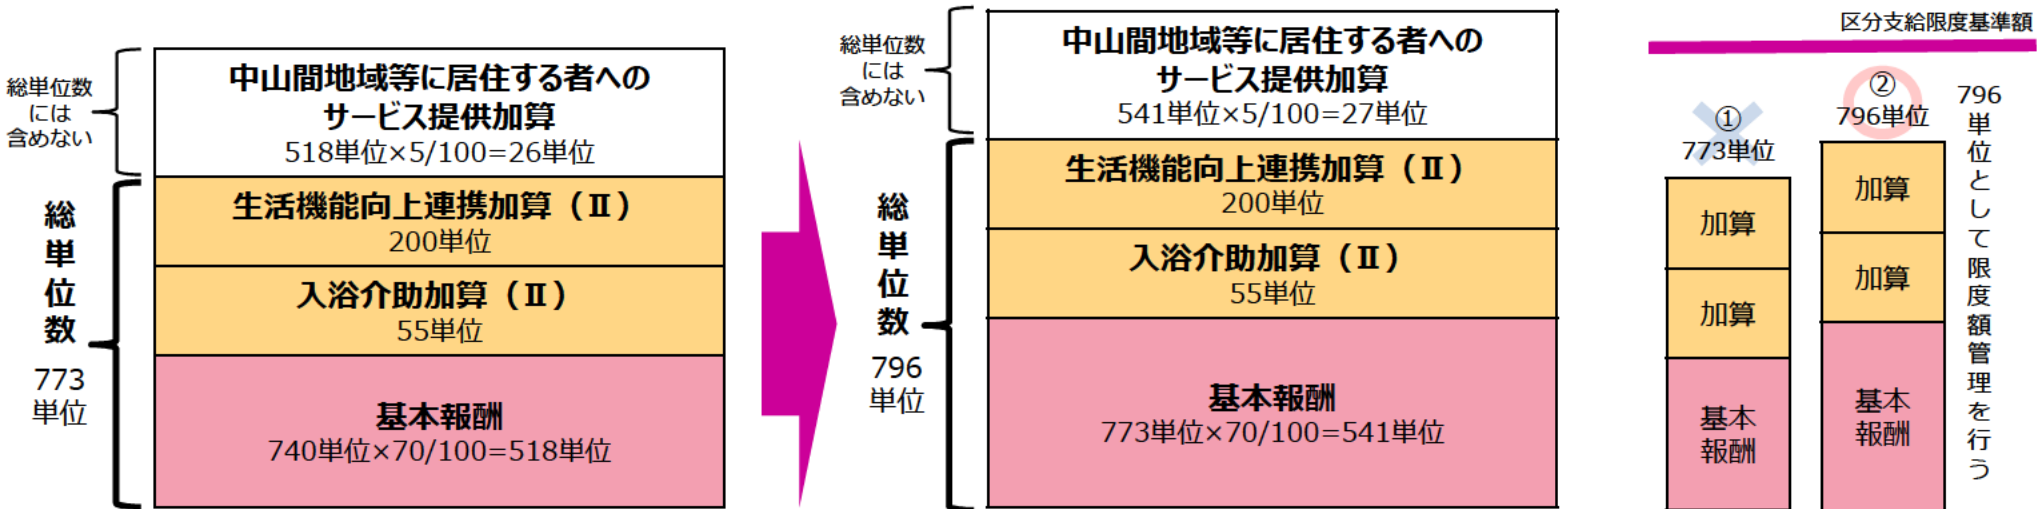 総単位数
には
含めない
中山間地域等に居住する者への
サービス提供加算
518単位×5/100=26単位
生活機能向上連携加算（Ⅱ）
200単位
入浴介助加算（Ⅱ）
55単位
基本報酬
740単位×70/100=518単位
総単位数
773
単位
総単位数
には
含めない
中山間地域等に居住する者への
サービス提供加算
541単位×5/100=27単位
生活機能向上連携加算（Ⅱ）
200単位
入浴介助加算（Ⅱ）
55単位
基本報酬
773単位×70/100=541単位
総単位数
796
単位
区分支給限度基準額
①
773単位
加算
加算
基本
報酬
②
796単位
加算
加算
基本
報酬
796単位として限度額管理を行う